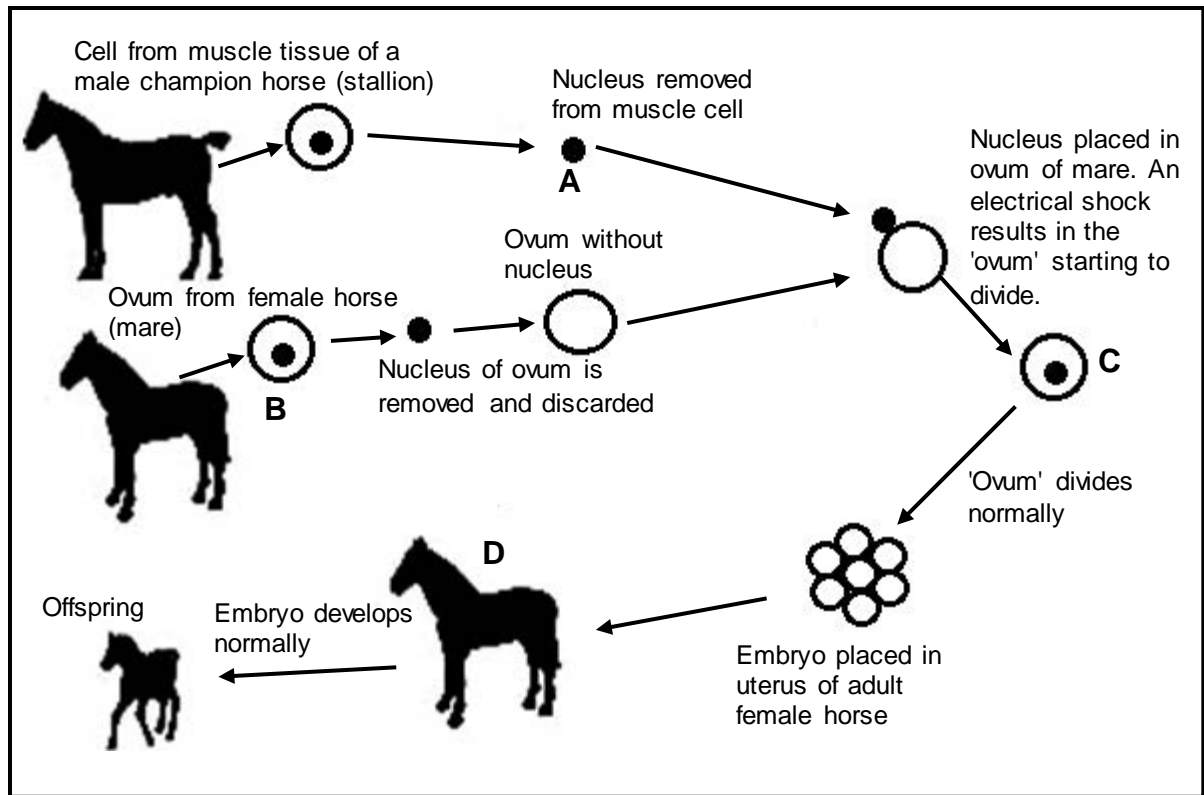 Cell from muscle tissue of a
male champion horse (stallion)
Nucleus removed
from muscle cell
A
Nucleus placed in
ovum of mare. An
electrical shock
results in the
'ovum' starting to
divide.
Ovum from female horse
(mare)
B
Nucleus of ovum is
removed and discarded
Ovum without
nucleus
C
'Ovum' divides
normally
Embryo placed in
uterus of adult
female horse
D
Embryo develops
normally
Offspring